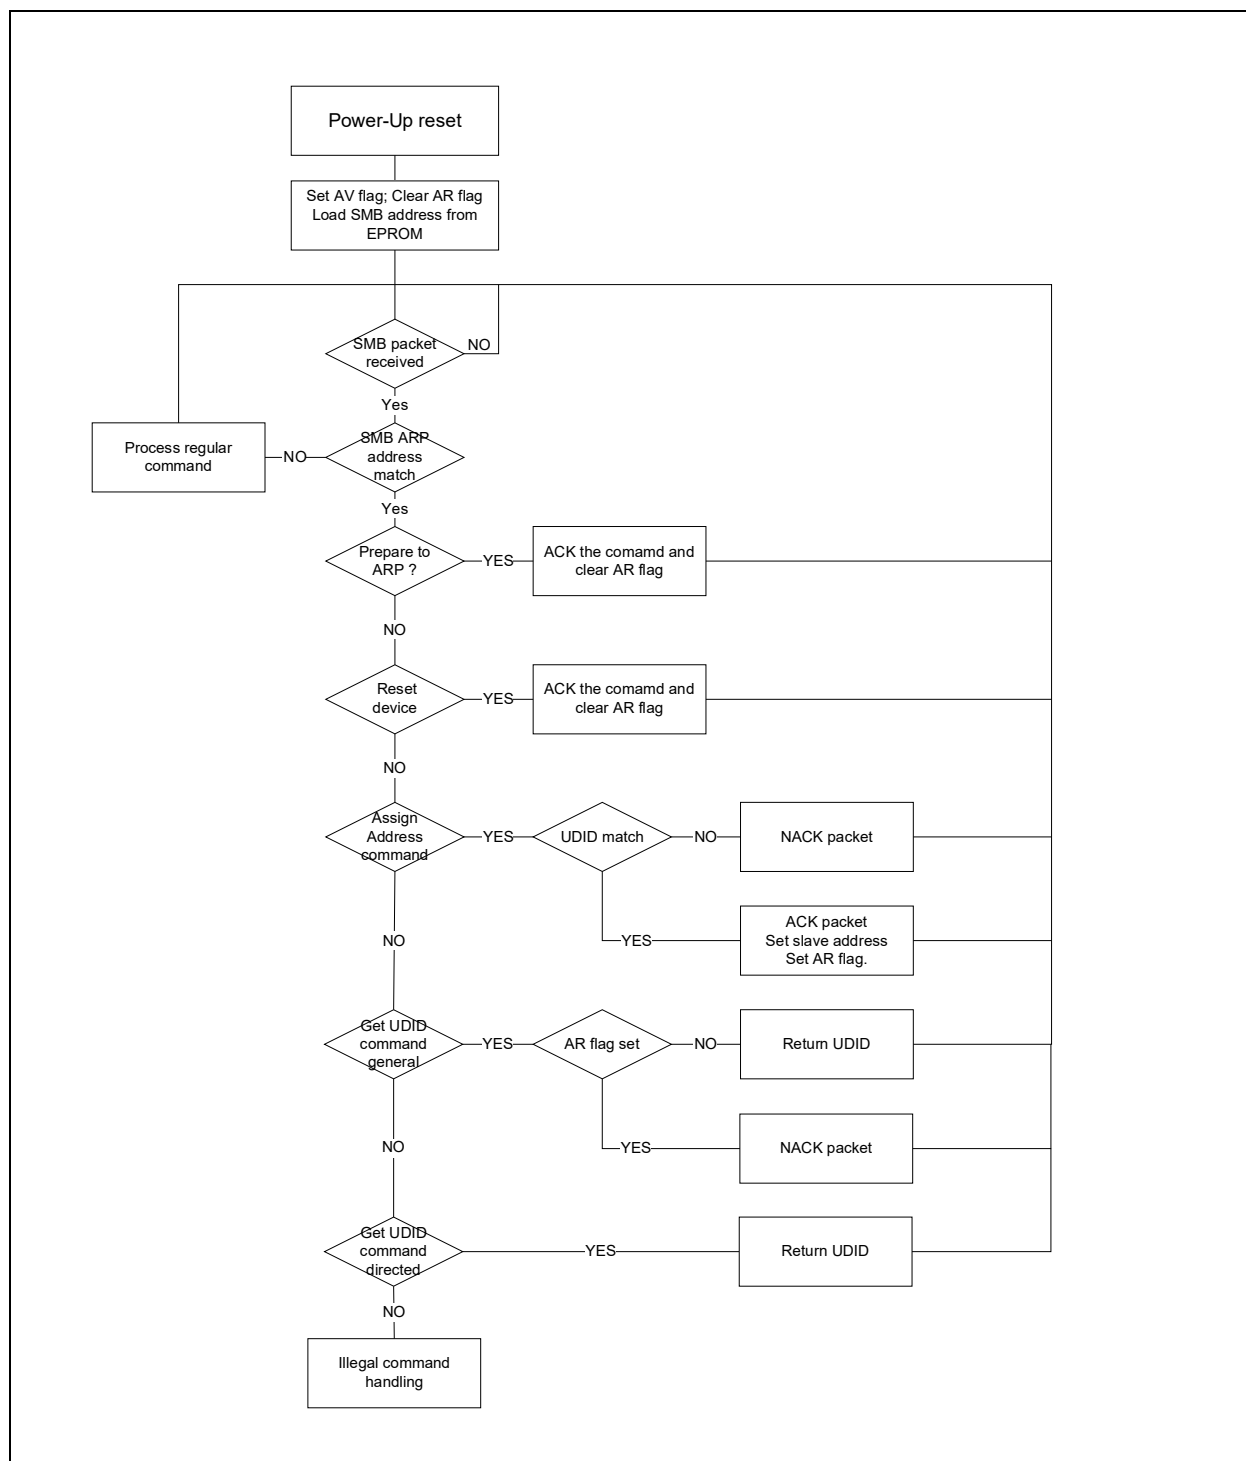 Power-Up reset
Set AV flag; Clear AR flag
Load SMB address from
EPROM
SMB packet
received
NO
Yes
Process regular
command
NO
SMB ARP
address
match
Yes
Prepare to
ARP ?
YES
ACK the comamd and
clear AR flag
NO
Reset
device
YES
ACK the comamd and
clear AR flag
NO
Assign
Address
command
YES
UDID match
NO
NACK packet
YES
ACK packet
Set slave address
Set AR flag.
NO
Get UDID
command
general
YES
AR flag set
NO
Return UDID
YES
NACK packet
NO
Get UDID
command
directed
YES
Return UDID
NO
Illegal command
handling